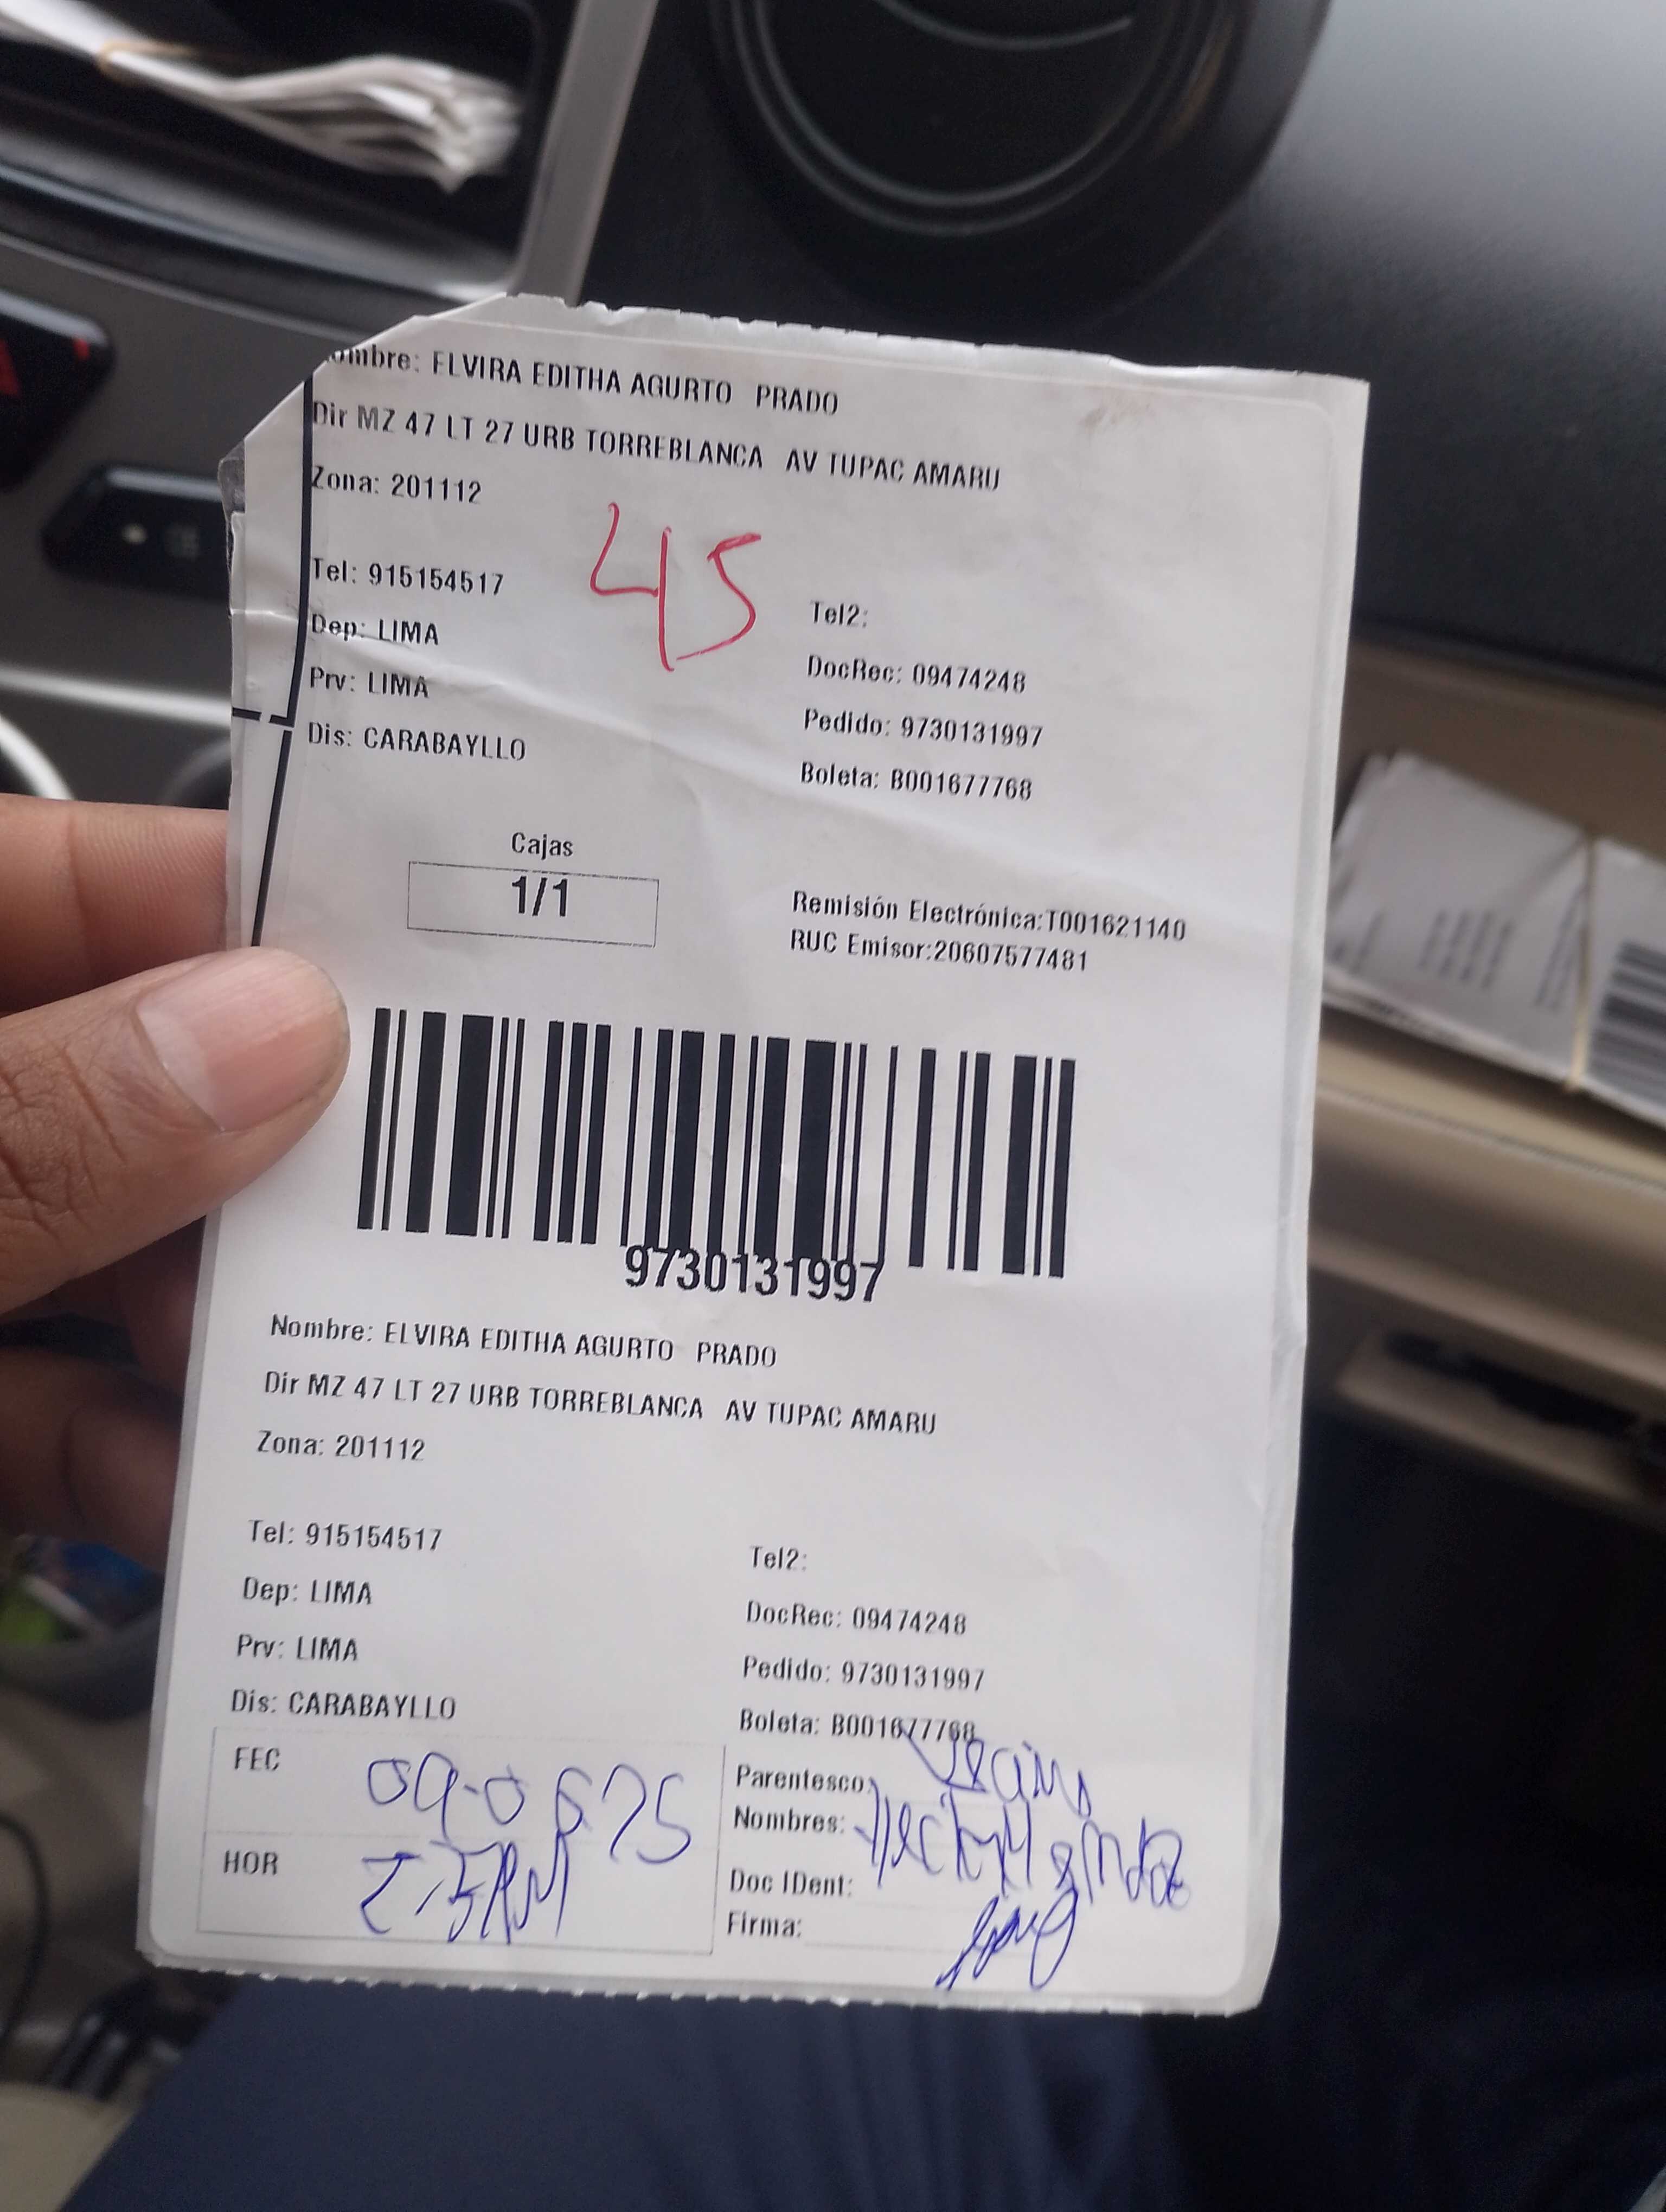 ombre: ELVIRA EDITHA AGURTO PRADO
Dir MZ 47 LT 27 URB TORREBLANCA AV TUPAC AMARU
Zona: 201112
45
Tel: 915154517
Tel2:
Dep: LIMA
DocRec: 09474248
Prv: LIMA
Pedido: 9730131997
Dis: CARABAYLLO
Boleta: B001677768
Cajas
1/1
Remisión Electrónica:T001621140
RUC Emisor:20607577481
9730131997
Nombre: ELVIRA EDITHA AGURTO PRADO
Dir MZ 47 LT 27 URB TORREBLANCA AV TUPAC AMARU
Zona: 201112
Tel: 915154517
Tel2:
Dep: LIMA
DocRec: 09474248
Prv: LIMA
Pedido: 9730131997
Dis: CARABAYLLO
Boleta: B001677768
FEC
Parentesco:
Nombres:
HOR
Doc IDent:
Firma: